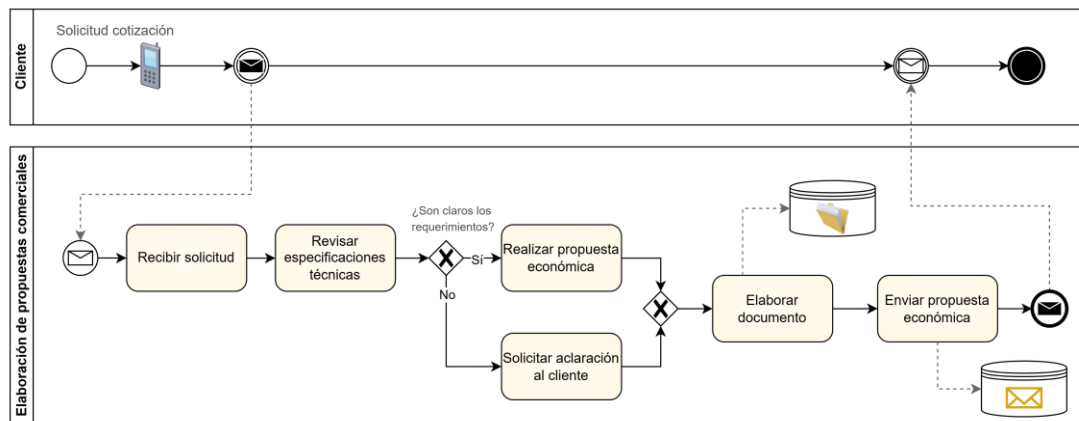 Solicitud cotización
Cliente
Elaboración de propuestas comerciales
¿Son claros los
requerimientos?
Recibir solicitud
Revisar
especificaciones
técnicas
Sí
Realizar propuesta
económica
No
Solicitar aclaración
al cliente
Elaborar
documento
Enviar propuesta
económica